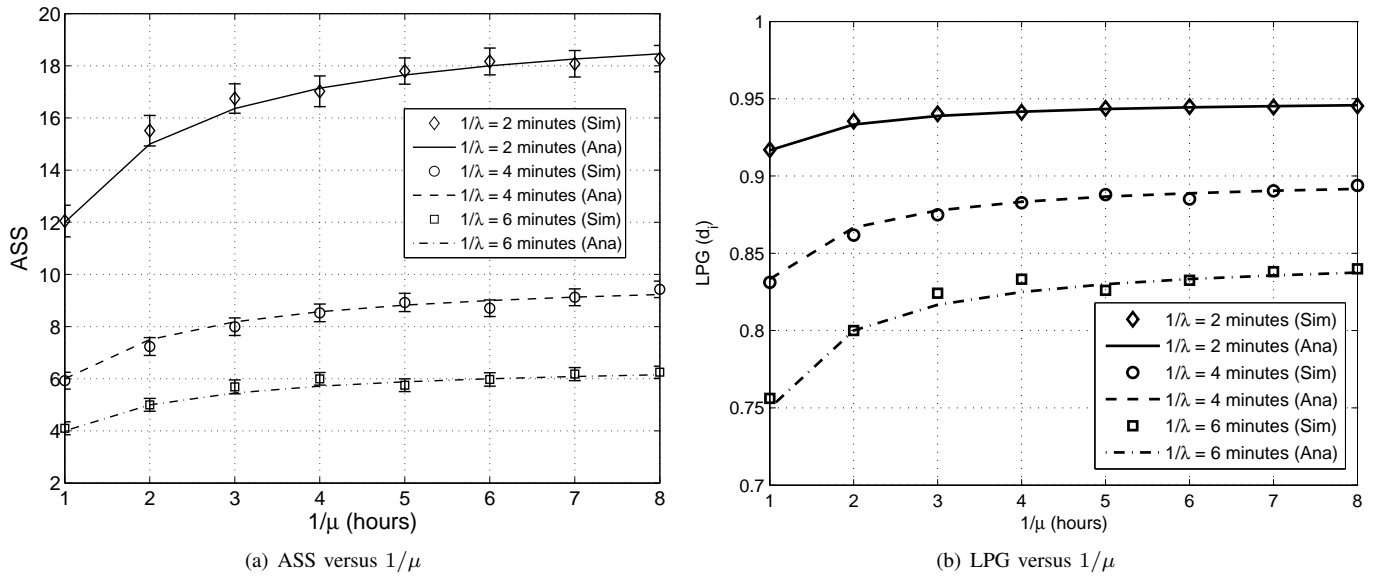 20
18
16
14
12
10
8
6
4
2
ASS
1 2 3 4 5 6 7 8
1/μ (hours)
1/λ = 2 minutes (Sim)
1/λ = 2 minutes (Ana)
1/λ = 4 minutes (Sim)
1/λ = 4 minutes (Ana)
1/λ = 6 minutes (Sim)
1/λ = 6 minutes (Ana)
(a) ASS versus 1/μ
1
0.95
0.9
0.85
0.8
0.75
0.7
LPG (d_i)
1 2 3 4 5 6 7 8
1/μ (hours)
1/λ = 2 minutes (Sim)
1/λ = 2 minutes (Ana)
1/λ = 4 minutes (Sim)
1/λ = 4 minutes (Ana)
1/λ = 6 minutes (Sim)
1/λ = 6 minutes (Ana)
(b) LPG versus 1/μ